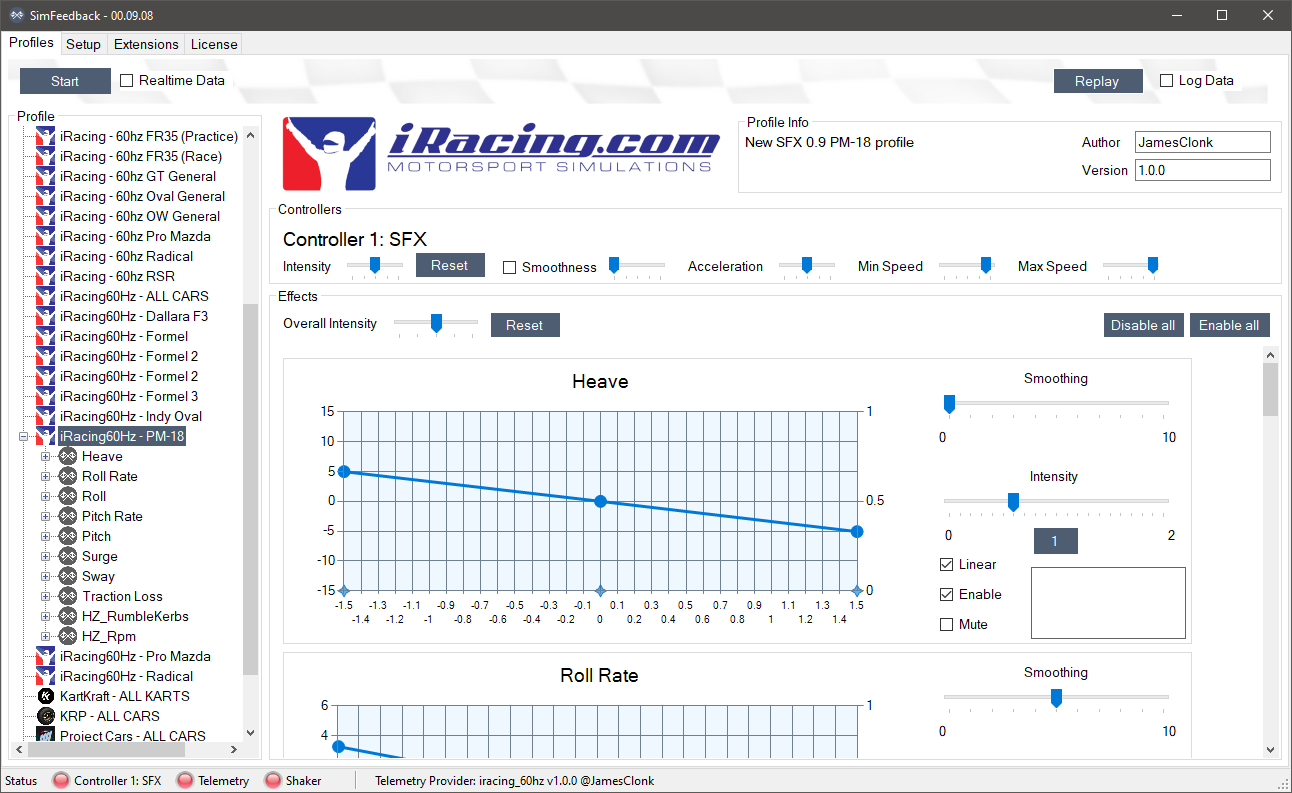 SimFeedback - 00.09.08
Profiles Setup Extensions License
Start Realtime Data Replay Log Data
Profile
iRacing - 60hz FR35 (Practice)
iRacing - 60hz FR35 (Race)
iRacing - 60hz GT General
iRacing - 60hz Oval General
iRacing - 60hz OW General
iRacing - 60hz Pro Mazda
iRacing - 60hz Radical
iRacing - 60hz RSR
iRacing60Hz - ALL CARS
iRacing60Hz - Dallara F3
iRacing60Hz - Formel
iRacing60Hz - Formel 2
iRacing60Hz - Formel 2
iRacing60Hz - Formel 3
iRacing60Hz - Indy Oval
iRacing60Hz - PM-18
Heave
Roll Rate
Roll
Pitch Rate
Pitch
Surge
Sway
Traction Loss
HZ_RumbleKerbs
HZ_Rpm
iRacing60Hz - Pro Mazda
iRacing60Hz - Radical
KartKraft - ALL KARTS
KRP - ALL CARS
Project Cars - ALL CARS
iRacing.com
MOTORSPORT SIMULATIONS
Profile Info
New SFX 0.9 PM-18 profile
Author JamesClonk
Version 1.0.0
Controllers
Controller 1: SFX
Intensity Reset Smoothness Acceleration Min Speed Max Speed
Effects
Overall Intensity Reset Disable all Enable all
Heave
15 1
10
5
0 0.5
-5
-10
-15 0
-1.5 -1.3 -1.1 -0.9 -0.7 -0.5 -0.3 -0.1 0.1 0.3 0.5 0.7 0.9 1.1 1.3 1.5
-1.4 -1.2 -1 -0.8 -0.6 -0.4 -0.2 0 0.2 0.4 0.6 0.8 1 1.2 1.4
Smoothing
0 10
Intensity
0 1 2
Linear
Enable
Mute
Roll Rate
6 1
4
Smoothing
0 10
Status Controller 1: SFX Telemetry Shaker Telemetry Provider: iracing_60hz v1.0.0 @JamesClonk